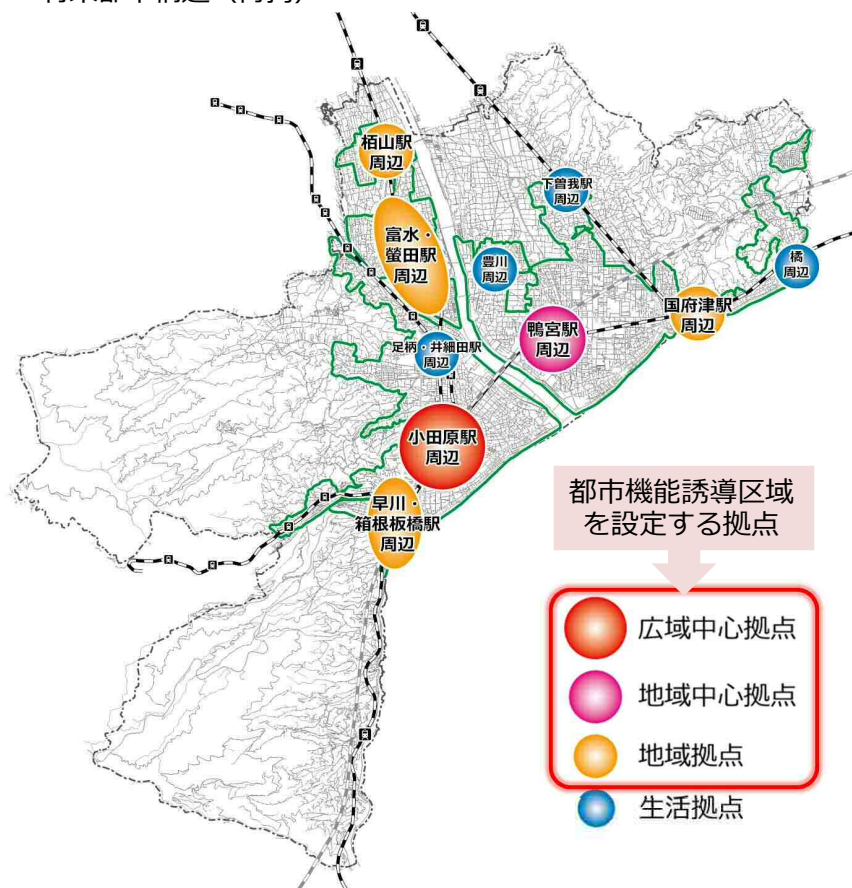 栢山駅
周辺
下曽我駅
周辺
富水・
螢田駅
周辺
豊川
周辺
橘
周辺
国府津駅
周辺
鴨宮駅
周辺
足柄・井細田駅
周辺
小田原駅
周辺
早川・
箱根板橋駅
周辺
都市機能誘導区域
を設定する拠点
広域中心拠点
地域中心拠点
地域拠点
生活拠点